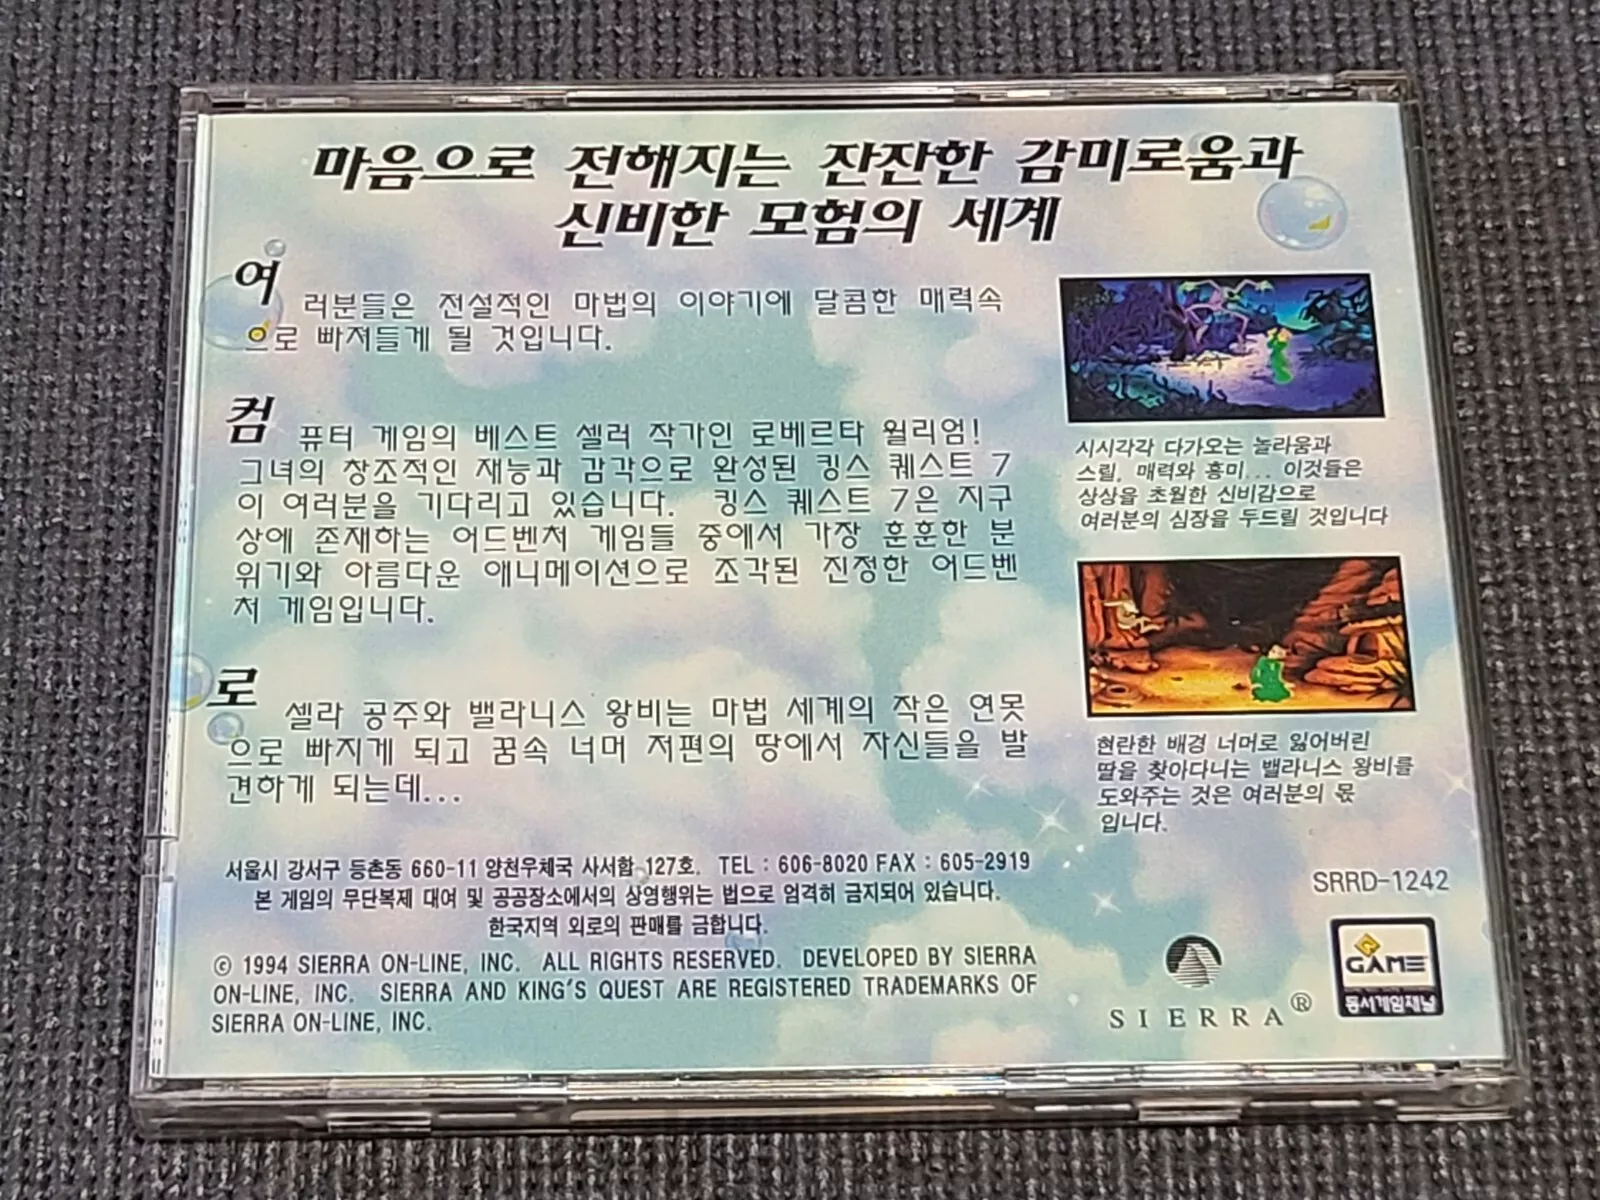 마음으로 전해지는 잔잔한 감미로움과
신비한 모험의 세계
여러분들은 전설적인 마법의 이야기에 달콤한 매력속
으로 빠져들게 될 것입니다.
컴퓨터 게임의 베스트 셀러 작가인 로베르타 윌리엄!
그녀의 창조적인 재능과 감각으로 완성된 킹스 퀘스트 7
이 여러분을 기다리고 있습니다. 킹스 퀘스트 7은 지구
상에 존재하는 어드벤처 게임들 중에서 가장 훈훈한 분
위기와 아름다운 애니메이션으로 조각된 진정한 어드벤
처 게임입니다.
로셀라 공주와 밸라니스 왕비는 마법 세계의 작은 연못
으로 빠지게 되고 꿈속 너머 저편의 땅에서 자신들을 발
견하게 되는데...
시시각각 다가오는 놀라움과
스릴, 매력와 흥미... 이것들은
상상을 초월한 신비감으로
여러분의 심장을 두드릴 것입니다
현란한 배경 너머로 잃어버린
딸을 찾아다니는 밸라니스 왕비를
도와주는 것은 여러분의 몫
입니다.
서울시 강서구 등촌동 660-11 양천우체국 사서함 127호. TEL : 606-8020 FAX : 605-2919
본 게임의 무단복제 대여 및 공공장소에서의 상영행위는 법으로 엄격히 금지되어 있습니다.
한국지역 외로의 판매를 금합니다.
© 1994 SIERRA ON-LINE, INC. ALL RIGHTS RESERVED. DEVELOPED BY SIERRA
ON-LINE, INC. SIERRA AND KING'S QUEST ARE REGISTERED TRADEMARKS OF
SIERRA ON-LINE, INC.
SRRD-1242
SIERRA®
GAME
동서게임채널